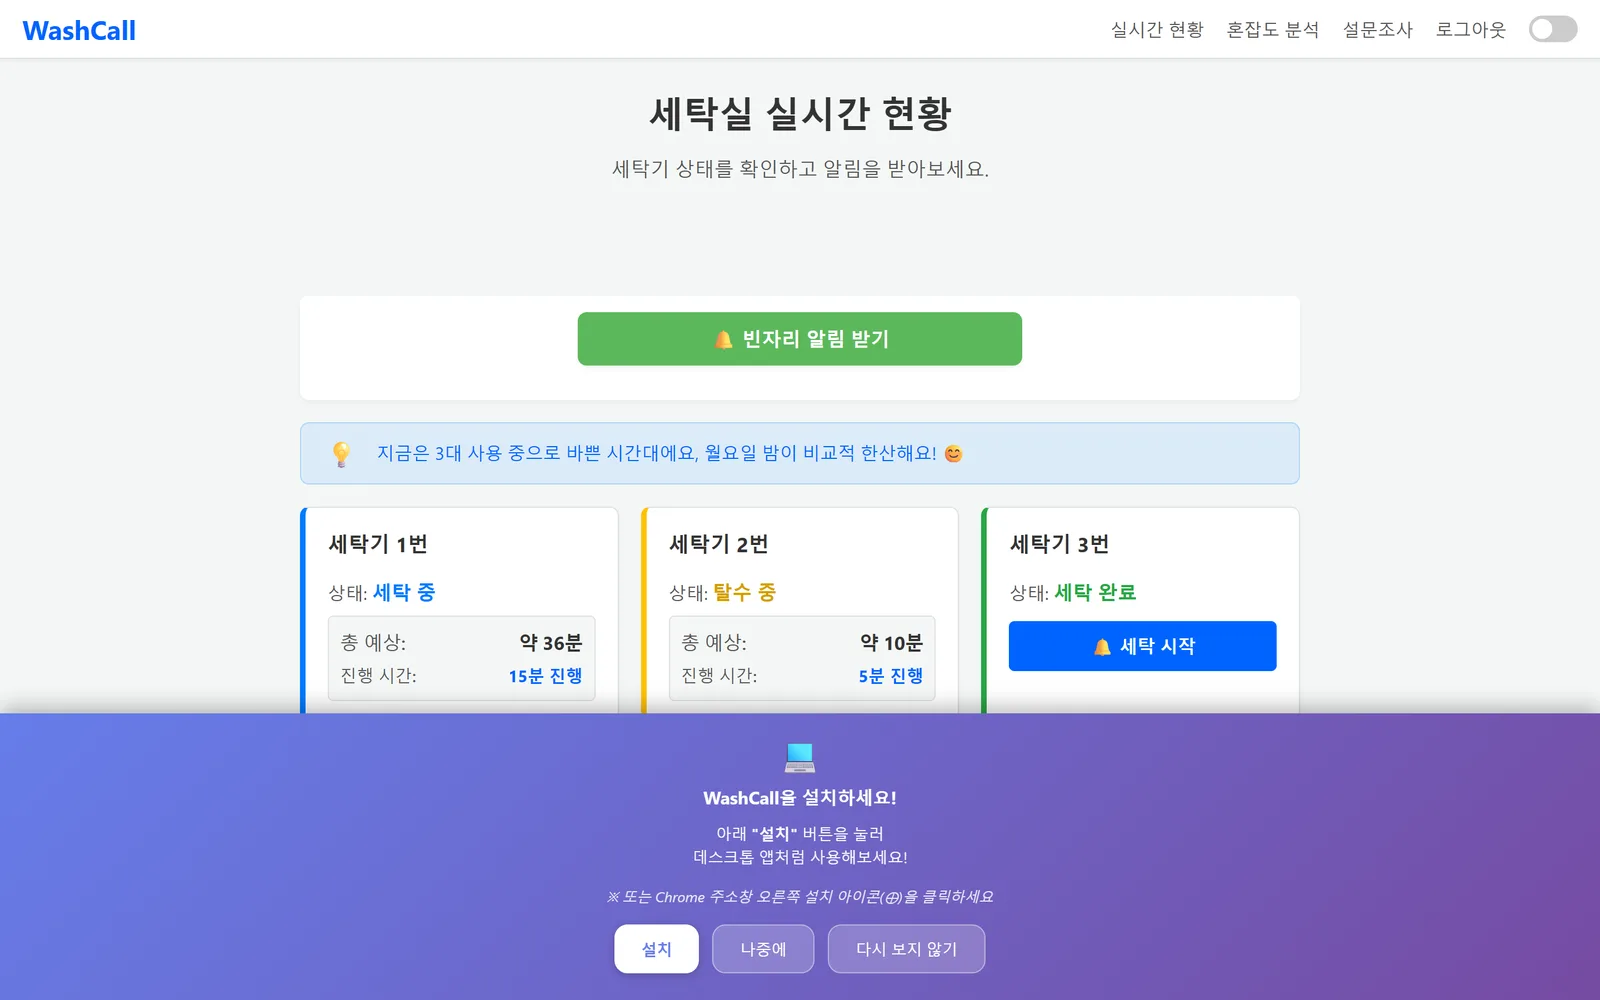 WashCall
실시간 현황
혼잡도 분석
설문조사
로그아웃
세탁실 실시간 현황
세탁기 상태를 확인하고 알림을 받아보세요.
🔔 빈자리 알림 받기
💡 지금은 3대 사용 중으로 바쁜 시간대에요, 월요일 밤이 비교적 한산해요! 😊
세탁기 1번
상태: 세탁 중
총 예상: 약 36분
진행 시간: 15분 진행
세탁기 2번
상태: 탈수 중
총 예상: 약 10분
진행 시간: 5분 진행
세탁기 3번
상태: 세탁 완료
🔔 세탁 시작
WashCall을 설치하세요!
아래 "설치" 버튼을 눌러
데스크톱 앱처럼 사용해보세요!
※ 또는 Chrome 주소창 오른쪽 설치 아이콘(⊕)을 클릭하세요
설치
나중에
다시 보지 않기